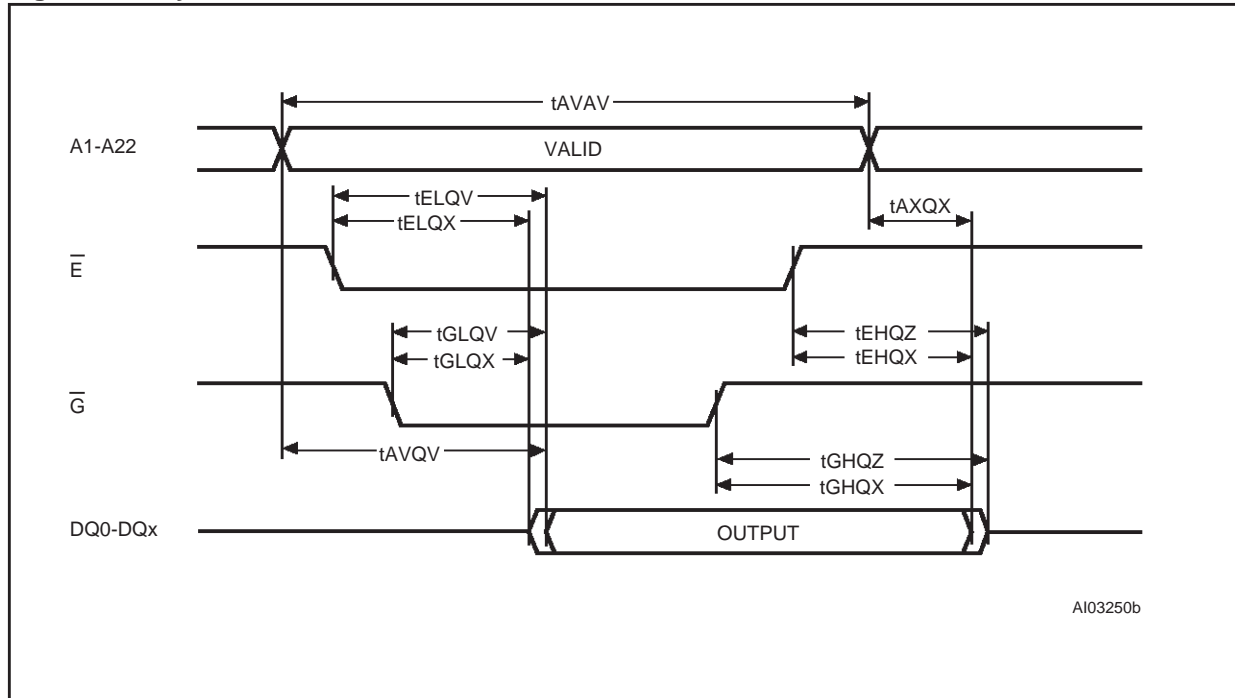 tAVAV
A1-A22
VALID
tELQV
tAXQX
tELQX
E
tGLQV
tEHQZ
tGLQX
tEHQX
G
tAVQV
tGHQZ
tGHQX
DQ0-DQx
OUTPUT
AI03250b